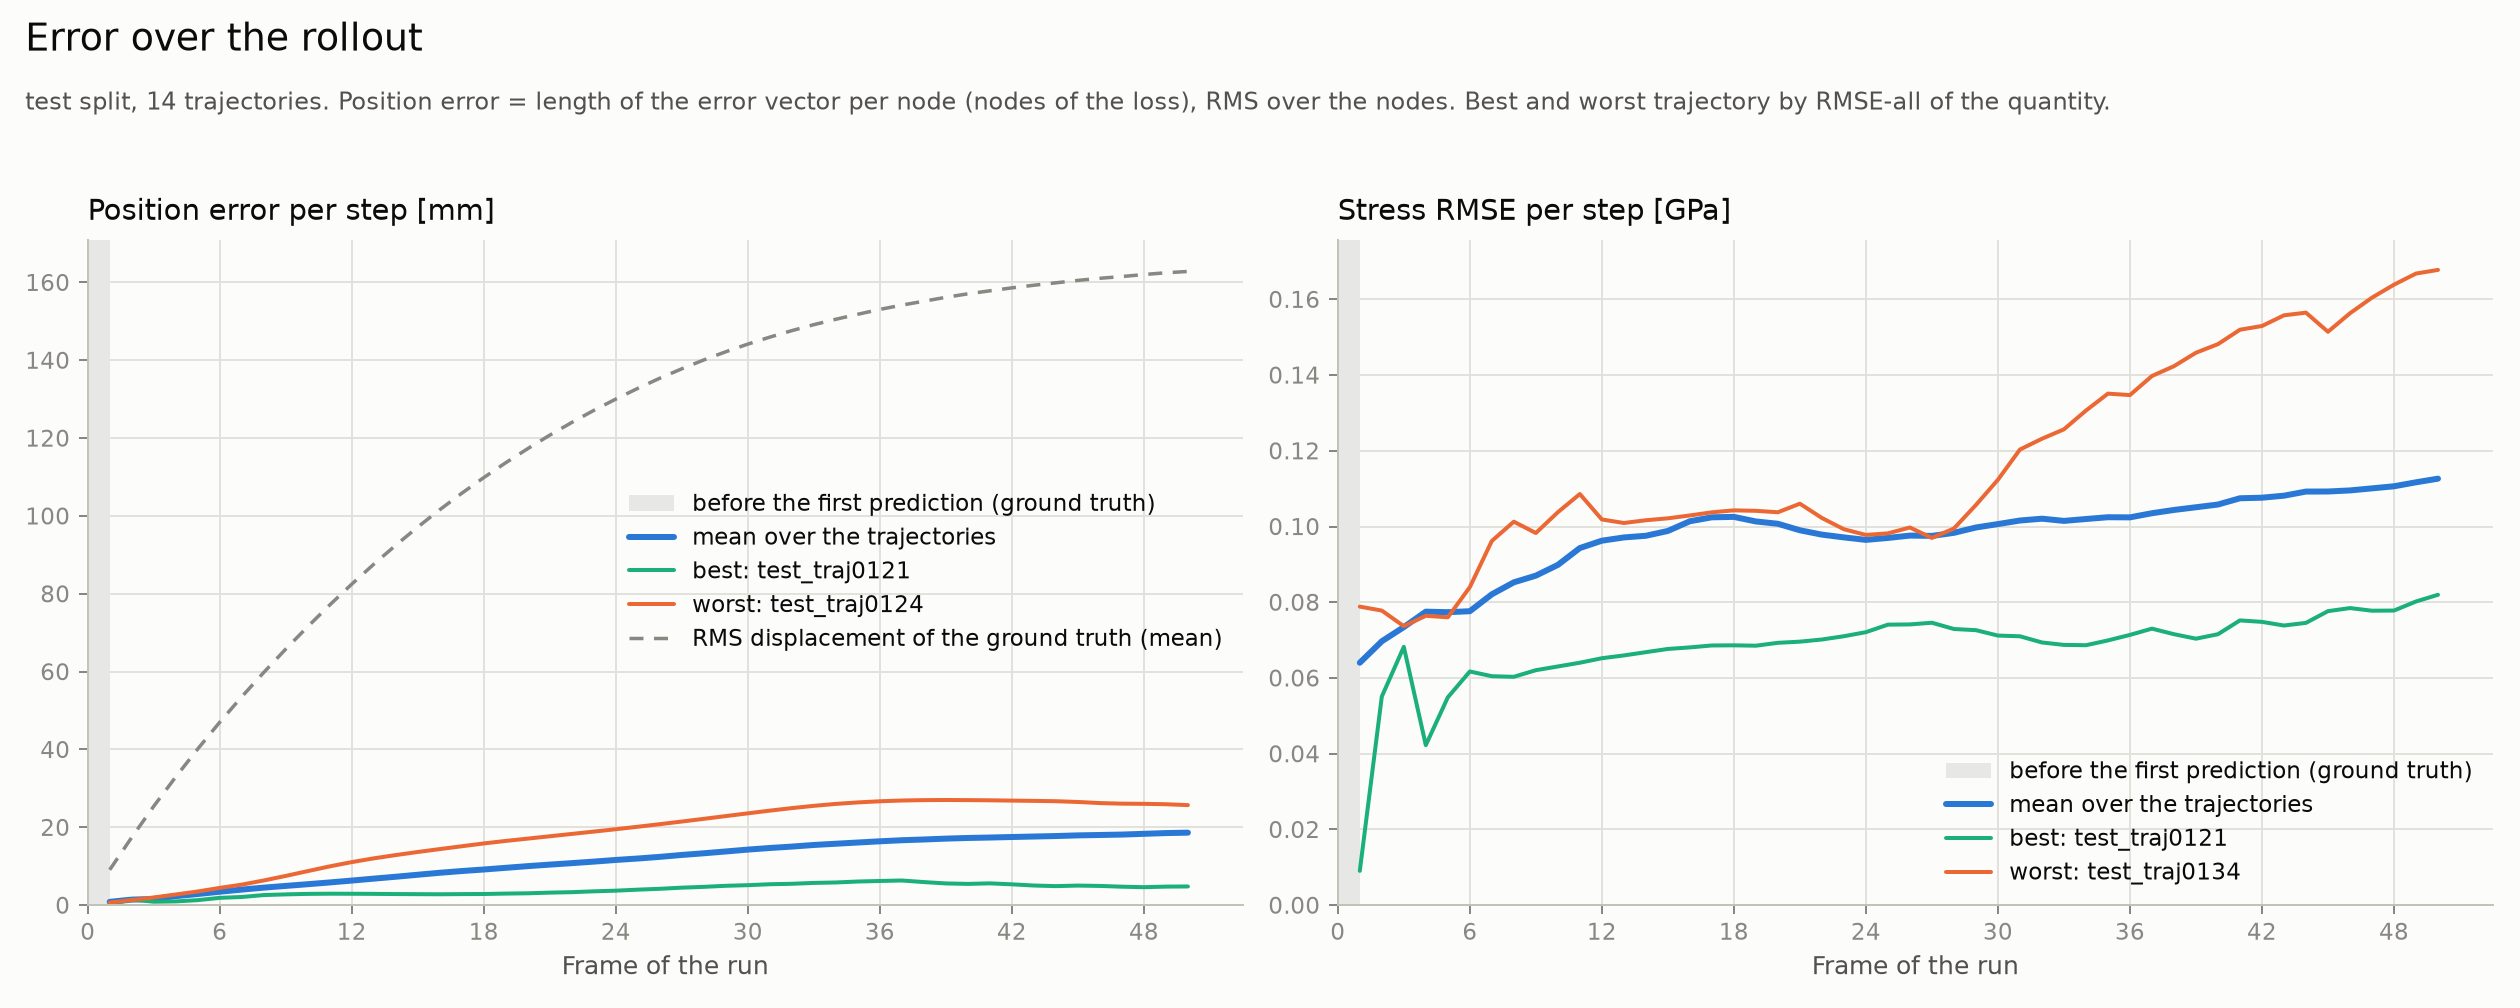 Error over the rollout
test split, 14 trajectories. Position error = length of the error vector per node (nodes of the loss), RMS over the nodes. Best and worst trajectory by RMSE-all of the quantity.
Position error per step [mm]
160
140
120
100
80
60
40
20
0
0 6 12 18 24 30 36 42 48
Frame of the run
before the first prediction (ground truth)
mean over the trajectories
best: test_traj0121
worst: test_traj0124
RMS displacement of the ground truth (mean)
Stress RMSE per step [GPa]
0.16
0.14
0.12
0.10
0.08
0.06
0.04
0.02
0.00
0 6 12 18 24 30 36 42 48
Frame of the run
before the first prediction (ground truth)
mean over the trajectories
best: test_traj0121
worst: test_traj0134